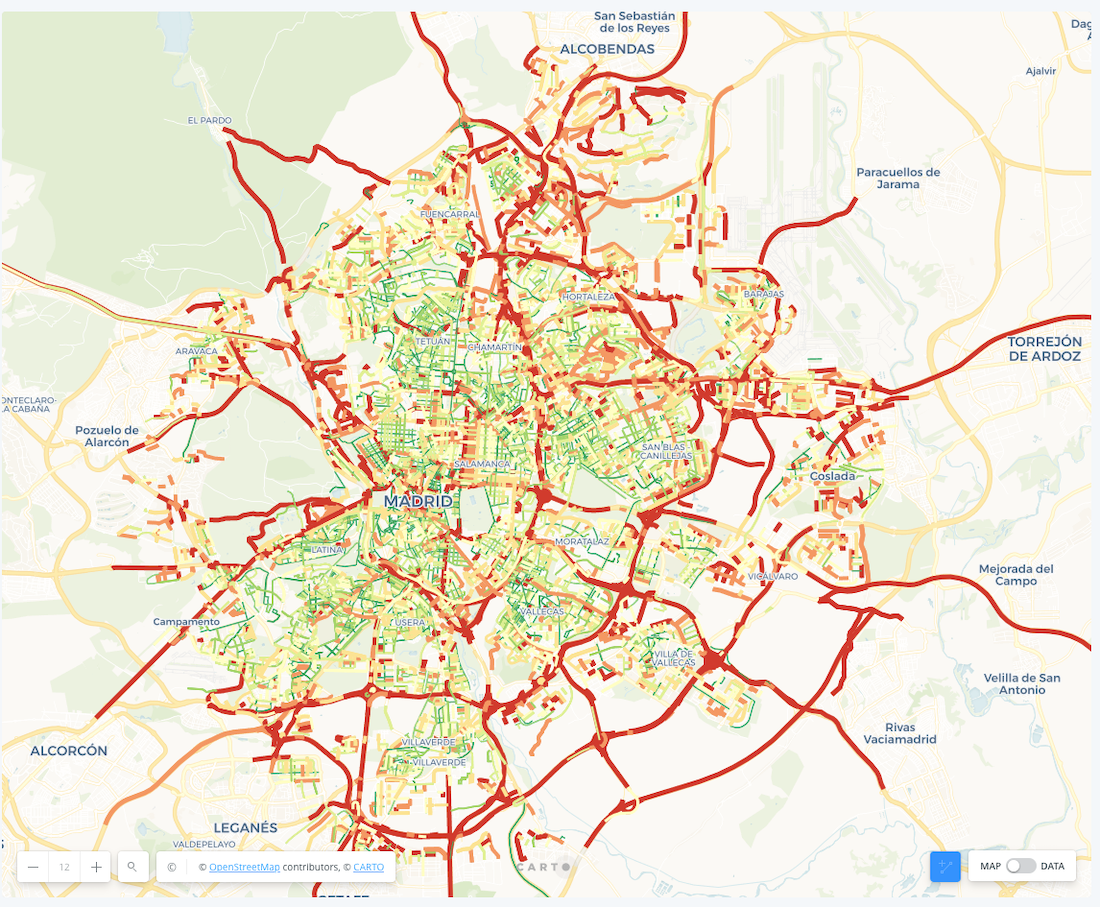 San Sebastián
de los Reyes
ALCOBENDAS
Ajalvir
EL PARDO
Paracuellos de
Jarama
FUENCARRAL
HORTALEZA
BARAJAS
TETUÁN
CHAMARTÍN
ARAVACA
TORREJÓN
DE ARDOZ
ONTECLARO-
LA CABAÑA
Pozuelo de
Alarcón
SAN BLAS
CANILLEJAS
SALAMANCA
Coslada
MADRID
MORATALAZ
LATINA
VICÁLVARO
Mejorada del
Campo
VALLECAS
Campamento
USERA
VILLA DE
VALLECAS
Velilla de San
Antonio
Rivas
Vaciamadrid
ALCORCÓN
VILLAVERDE
VILLAVERDE
LEGANÉS
VALDEPELAYO
12
©
© OpenStreetMap contributors, © CARTO
CARTO
MAP
DATA